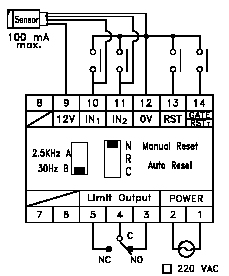 Sensor
100 mA
max.
8 9 10 11 12 13 14
12V IN1 IN2 0V RST GATE
RST1
2.5KHz A
30Hz B
N
R
C
Manual Reset
Auto Reset
Limit Output POWER
7 6 5 4 3 2 1
C
NC NO
220 VAC